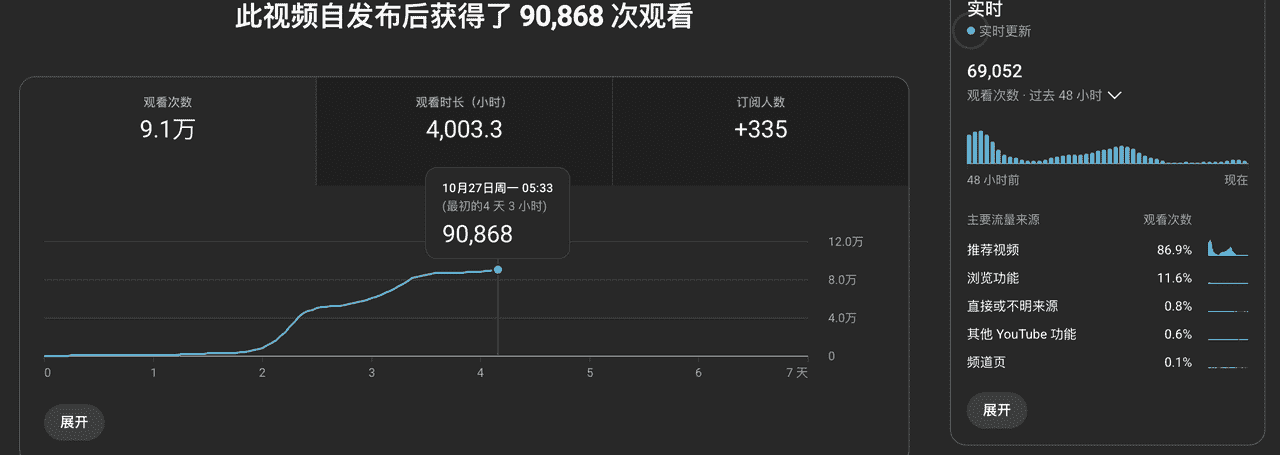 此视频自发布后获得了 90,868 次观看
观看次数
9.1万
观看时长（小时）
4,003.3
订阅人数
+335
10月27日周一 05:33
(最初的4 天 3 小时)
90,868
12.0万
8.0万
4.0万
0
0 1 2 3 4 5 6 7 天
展开
实时
实时更新
69,052
观看次数 · 过去 48 小时
48 小时前 现在
主要流量来源 观看次数
推荐视频 86.9%
浏览功能 11.6%
直接或不明来源 0.8%
其他 YouTube 功能 0.6%
频道页 0.1%
展开